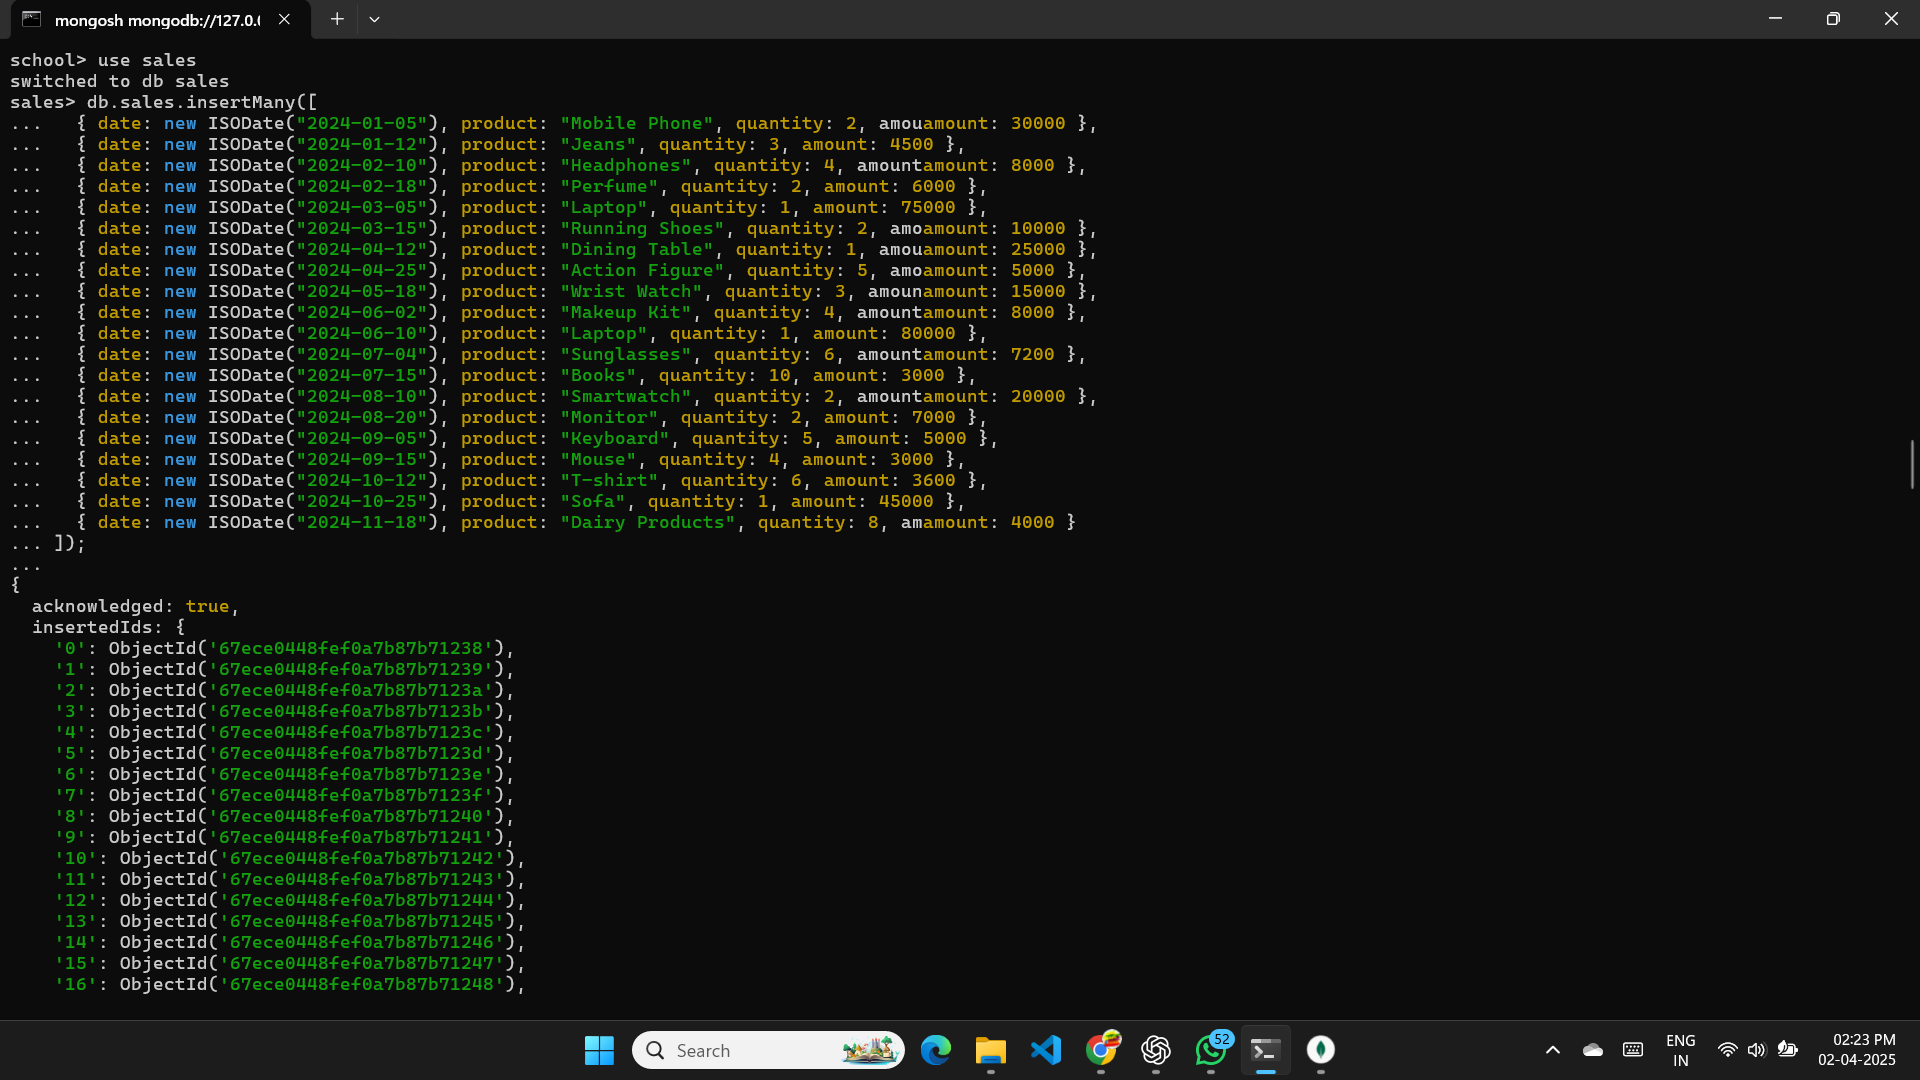 mongosh mongodb://127.0.0
school> use sales
switched to db sales
sales> db.sales.insertMany([
...   { date: new ISODate("2024-01-05"), product: "Mobile Phone", quantity: 2, amouamount: 30000 },
...   { date: new ISODate("2024-01-12"), product: "Jeans", quantity: 3, amount: 4500 },
...   { date: new ISODate("2024-02-10"), product: "Headphones", quantity: 4, amountamount: 8000 },
...   { date: new ISODate("2024-02-18"), product: "Perfume", quantity: 2, amount: 6000 },
...   { date: new ISODate("2024-03-05"), product: "Laptop", quantity: 1, amount: 75000 },
...   { date: new ISODate("2024-03-15"), product: "Running Shoes", quantity: 2, amoamount: 10000 },
...   { date: new ISODate("2024-04-12"), product: "Dining Table", quantity: 1, amouamount: 25000 },
...   { date: new ISODate("2024-04-25"), product: "Action Figure", quantity: 5, amoamount: 5000 },
...   { date: new ISODate("2024-05-18"), product: "Wrist Watch", quantity: 3, amounamount: 15000 },
...   { date: new ISODate("2024-06-02"), product: "Makeup Kit", quantity: 4, amountamount: 8000 },
...   { date: new ISODate("2024-06-10"), product: "Laptop", quantity: 1, amount: 80000 },
...   { date: new ISODate("2024-07-04"), product: "Sunglasses", quantity: 6, amountamount: 7200 },
...   { date: new ISODate("2024-07-15"), product: "Books", quantity: 10, amount: 3000 },
...   { date: new ISODate("2024-08-10"), product: "Smartwatch", quantity: 2, amountamount: 20000 },
...   { date: new ISODate("2024-08-20"), product: "Monitor", quantity: 2, amount: 7000 },
...   { date: new ISODate("2024-09-05"), product: "Keyboard", quantity: 5, amount: 5000 },
...   { date: new ISODate("2024-09-15"), product: "Mouse", quantity: 4, amount: 3000 },
...   { date: new ISODate("2024-10-12"), product: "T-shirt", quantity: 6, amount: 3600 },
...   { date: new ISODate("2024-10-25"), product: "Sofa", quantity: 1, amount: 45000 },
...   { date: new ISODate("2024-11-18"), product: "Dairy Products", quantity: 8, amamount: 4000 }
... ]);
...
{
  acknowledged: true,
  insertedIds: {
    '0': ObjectId('67ece0448fef0a7b87b71238'),
    '1': ObjectId('67ece0448fef0a7b87b71239'),
    '2': ObjectId('67ece0448fef0a7b87b7123a'),
    '3': ObjectId('67ece0448fef0a7b87b7123b'),
    '4': ObjectId('67ece0448fef0a7b87b7123c'),
    '5': ObjectId('67ece0448fef0a7b87b7123d'),
    '6': ObjectId('67ece0448fef0a7b87b7123e'),
    '7': ObjectId('67ece0448fef0a7b87b7123f'),
    '8': ObjectId('67ece0448fef0a7b87b71240'),
    '9': ObjectId('67ece0448fef0a7b87b71241'),
    '10': ObjectId('67ece0448fef0a7b87b71242'),
    '11': ObjectId('67ece0448fef0a7b87b71243'),
    '12': ObjectId('67ece0448fef0a7b87b71244'),
    '13': ObjectId('67ece0448fef0a7b87b71245'),
    '14': ObjectId('67ece0448fef0a7b87b71246'),
    '15': ObjectId('67ece0448fef0a7b87b71247'),
    '16': ObjectId('67ece0448fef0a7b87b71248'),
Search
52
ENG
IN
02:23 PM
02-04-2025